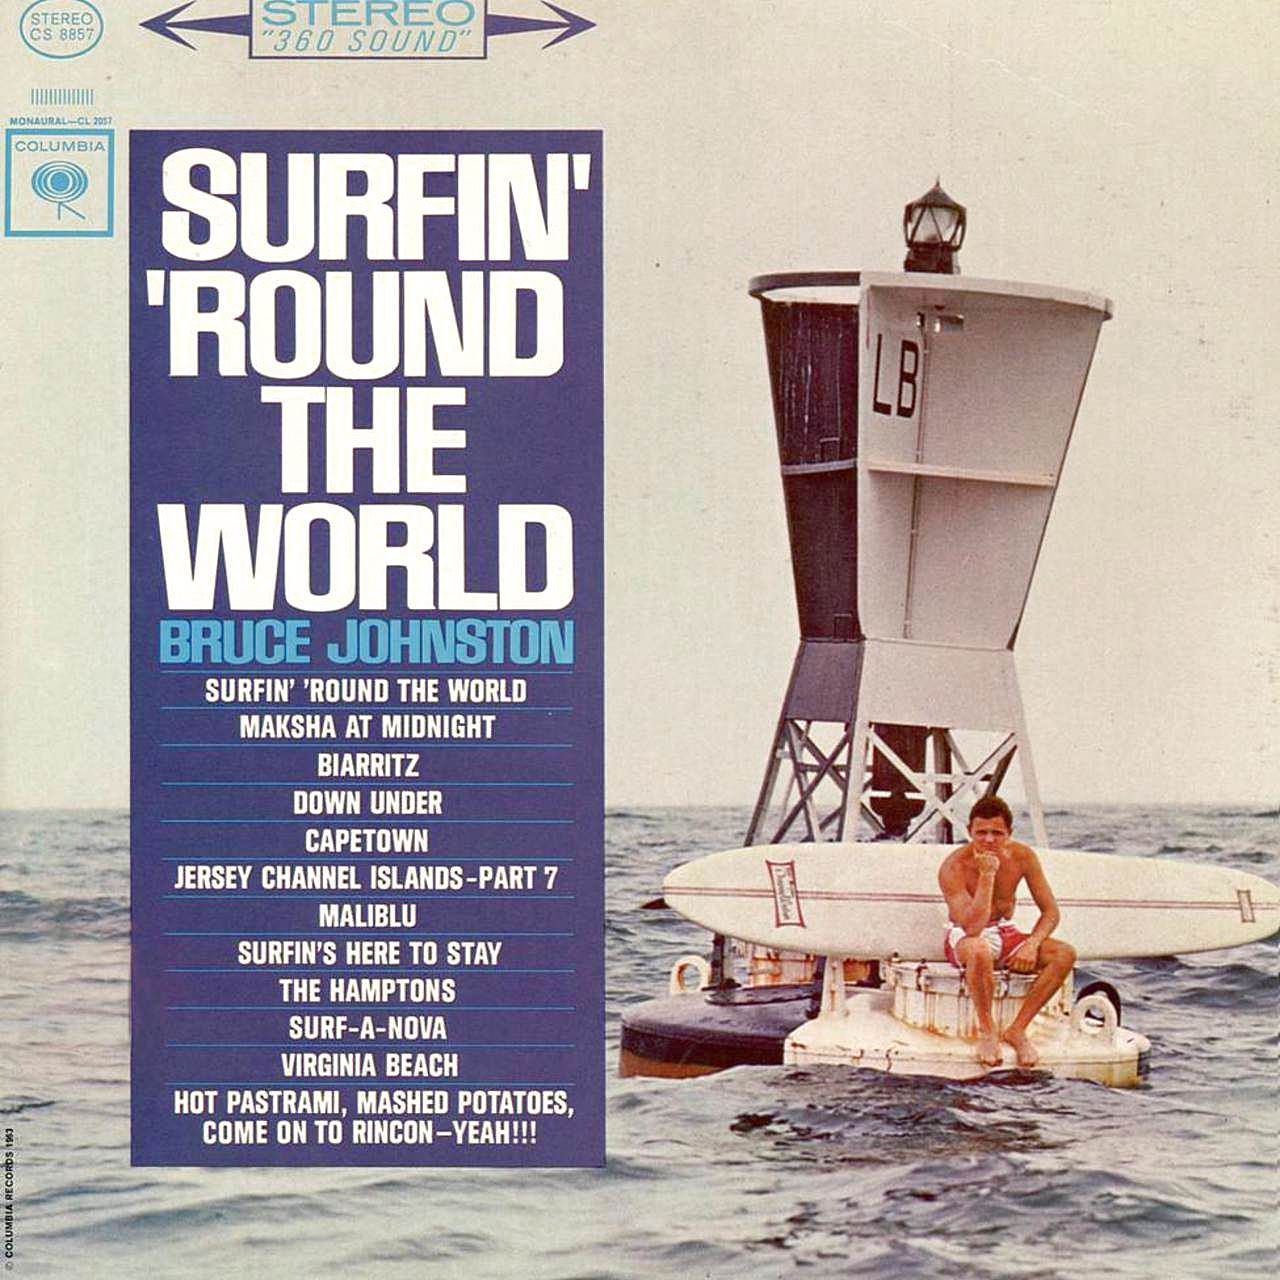 STEREO
CS 8857
STEREO
"360 SOUND"
MONAURAL—CL 2057
COLUMBIA
SURFIN'
'ROUND
THE
WORLD
BRUCE JOHNSTON
SURFIN' 'ROUND THE WORLD
MAKSHA AT MIDNIGHT
BIARRITZ
DOWN UNDER
CAPETOWN
JERSEY CHANNEL ISLANDS-PART 7
MALIBLU
SURFIN'S HERE TO STAY
THE HAMPTONS
SURF-A-NOVA
VIRGINIA BEACH
HOT PASTRAMI, MASHED POTATOES,
COME ON TO RINCON—YEAH!!!
LB
© COLUMBIA RECORDS 1963